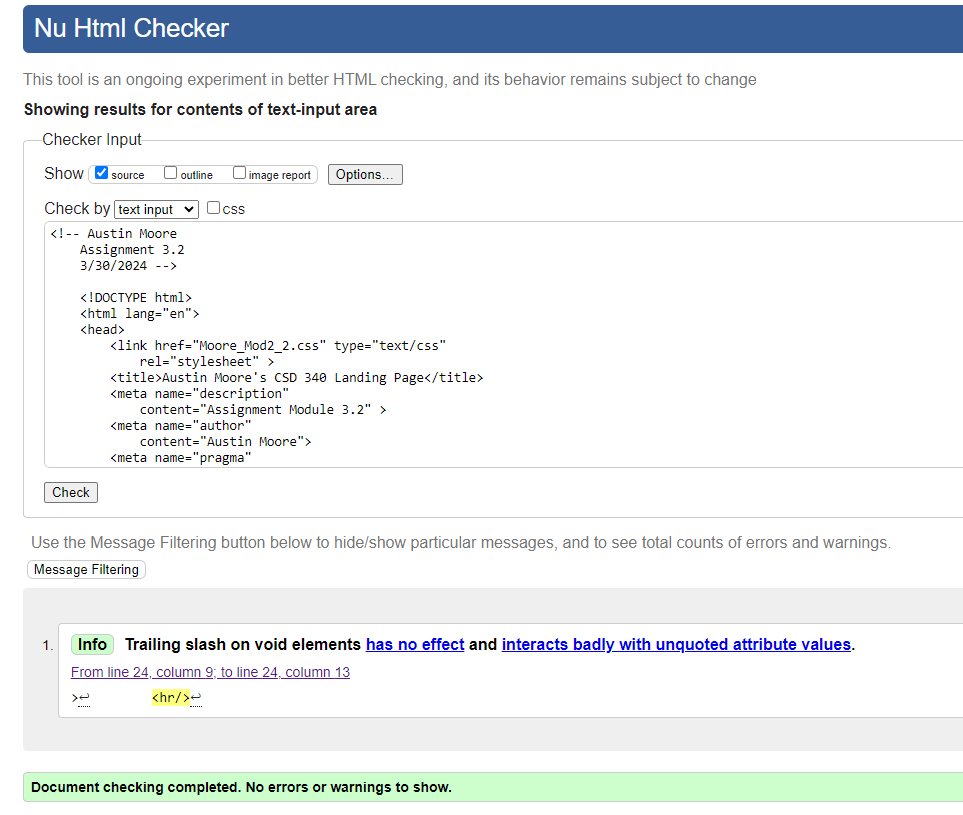 Nu Html Checker
This tool is an ongoing experiment in better HTML checking, and its behavior remains subject to change
Showing results for contents of text-input area
Checker Input
Show source outline image report Options...
Check by text input css
<!-- Austin Moore
Assignment 3.2
3/30/2024 -->
<!DOCTYPE html>
<html lang="en">
<head>
<link href="Moore_Mod2_2.css" type="text/css"
rel="stylesheet" >
<title>Austin Moore's CSD 340 Landing Page</title>
<meta name="description"
content="Assignment Module 3.2" >
<meta name="author"
content="Austin Moore">
<meta name="pragma"
Check
Use the Message Filtering button below to hide/show particular messages, and to see total counts of errors and warnings.
Message Filtering
1. Info Trailing slash on void elements has no effect and interacts badly with unquoted attribute values.
From line 24, column 9; to line 24, column 13
>↩ <hr/>↩
Document checking completed. No errors or warnings to show.